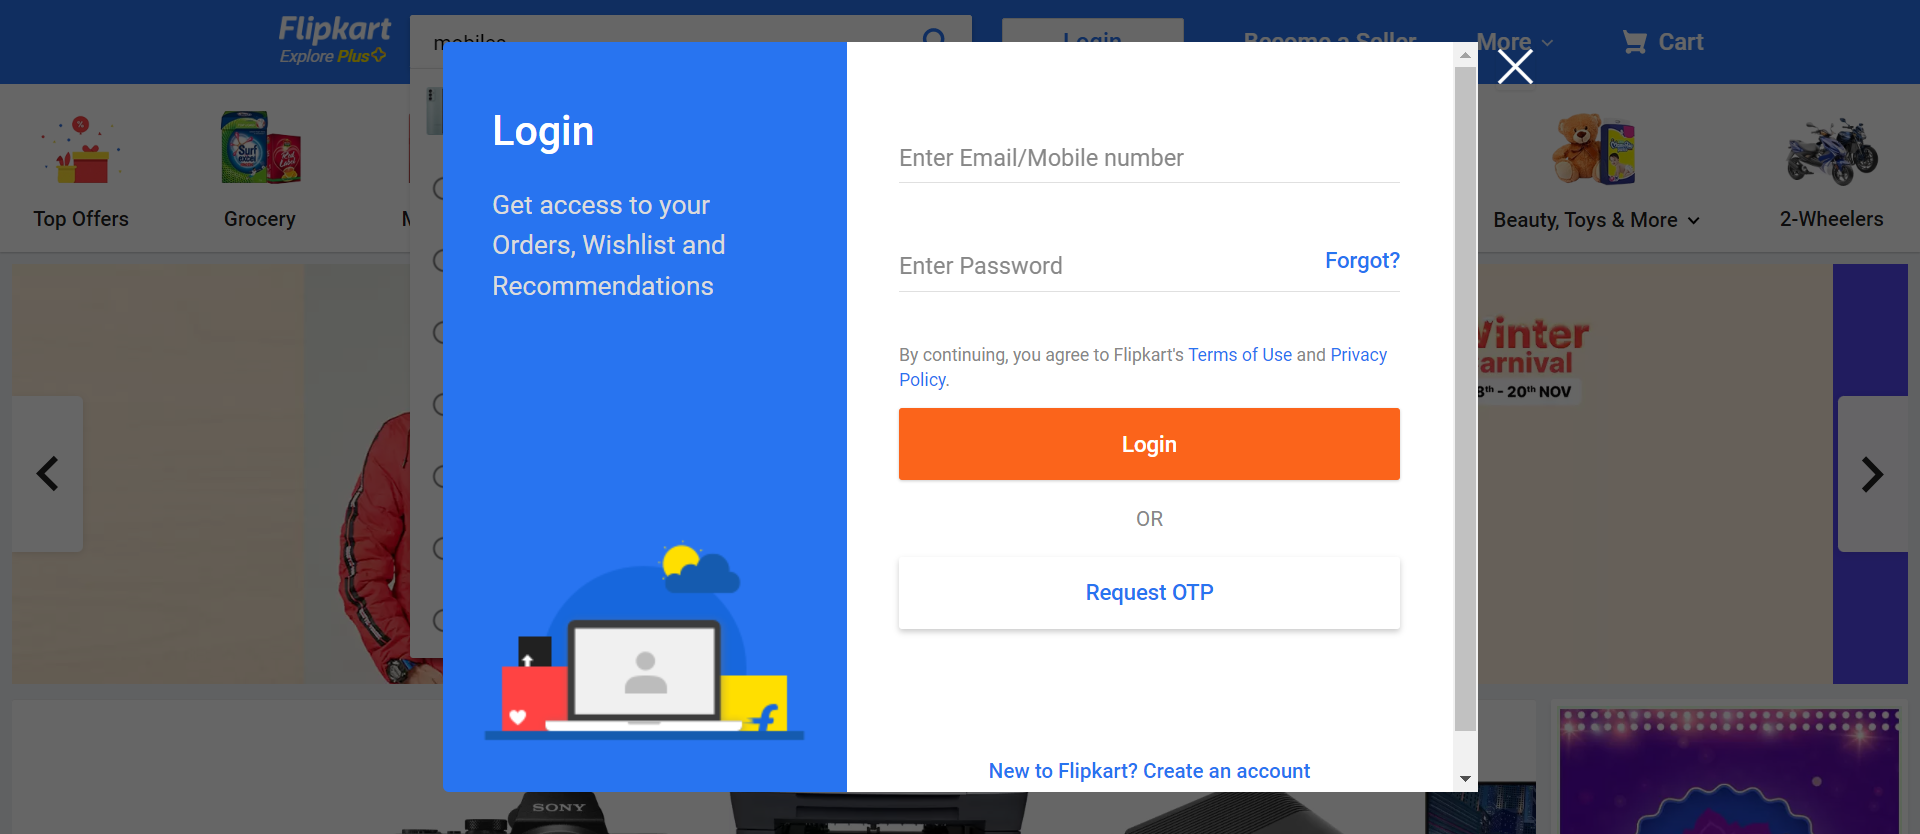 Flipkart
Explore Plus
mobiles
Login
Become a Seller
More
Cart
Top Offers
Grocery
Beauty, Toys & More
2-Wheelers
Login
Get access to your
Orders, Wishlist and
Recommendations
Enter Email/Mobile number
Enter Password
Forgot?
By continuing, you agree to Flipkart's Terms of Use and Privacy
Policy.
Login
OR
Request OTP
New to Flipkart? Create an account
Surf
excel
Winter
Carnival
- 20th NOV
SONY